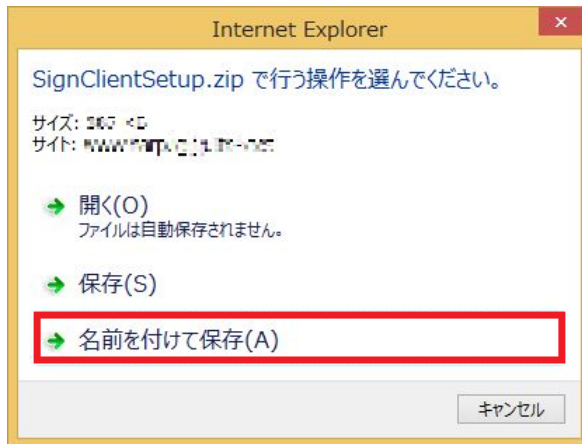 Internet Explorer
SignClientSetup.zip で行う操作を選んでください。
サイズ:
サイト:
開く(O)
ファイルは自動保存されません。
保存(S)
名前を付けて保存(A)
キャンセル